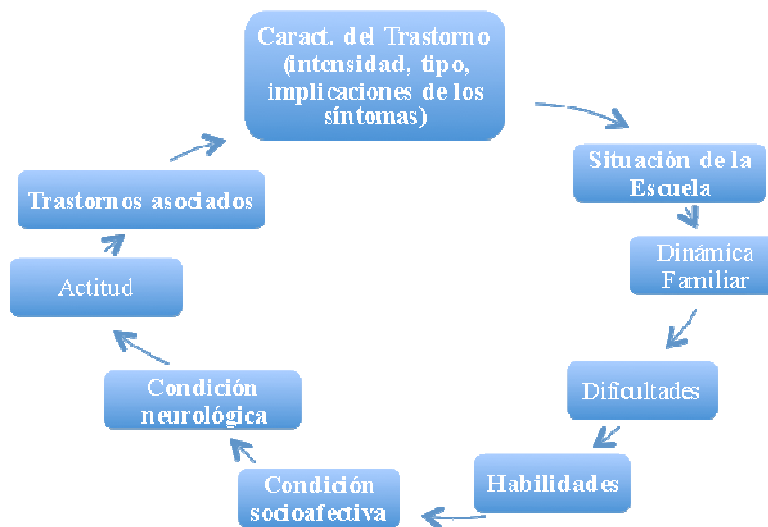 Caract. del Trastorno
(intensidad, tipo,
implicaciones de los
síntomas)
Situación de la
Escuela
Dinámica
Familiar
Dificultades
Habilidades
Condición
socioafectiva
Condición
neurológica
Actitud
Trastornos asociados